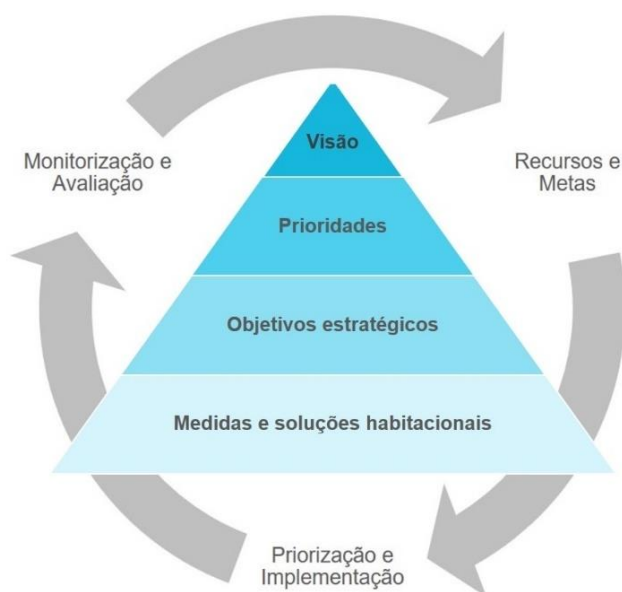 Visão
Monitorização e
Avaliação
Recursos e
Metas
Prioridades
Objetivos estratégicos
Medidas e soluções habitacionais
Priorização e
Implementação